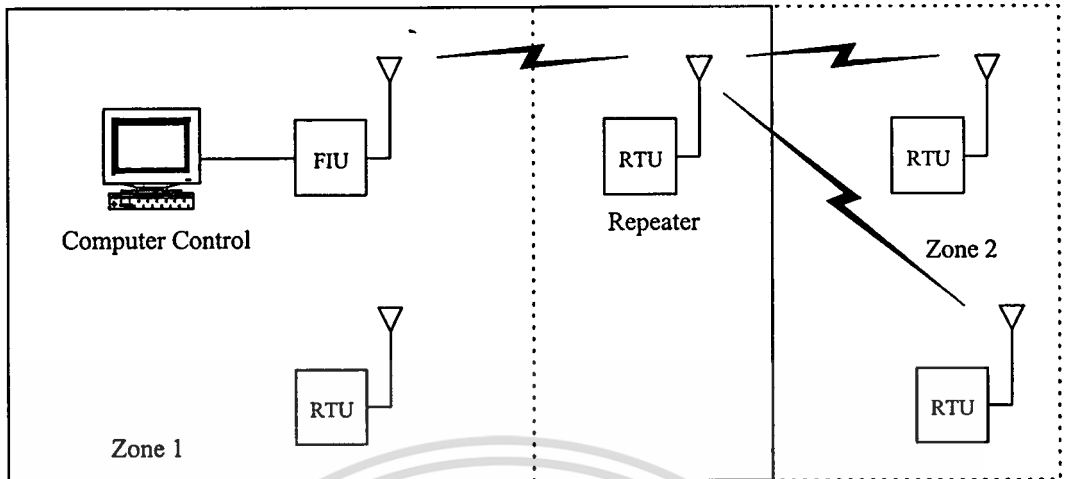 FIU
RTU
RTU
Computer Control
Repeater
Zone 2
RTU
RTU
Zone 1